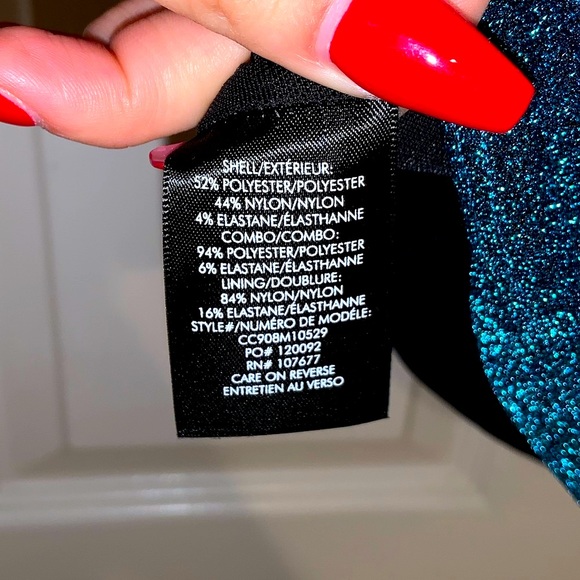 SHELL/EXTÉRIEUR:
52% POLYESTER/POLYESTER
44% NYLON/NYLON
4% ELASTANE/ÉLASTHANNE
COMBO/COMBO:
94% POLYESTER/POLYESTER
6% ELASTANE/ÉLASTHANNE
LINING/DOUBLURE:
84% NYLON/NYLON
16% ELASTANE/ÉLASTHANNE
STYLE#/NUMÉRO DE MODÉLE:
CC908M10529
PO# 120092
RN# 107677
CARE ON REVERSE
ENTRETIEN AU VERSO